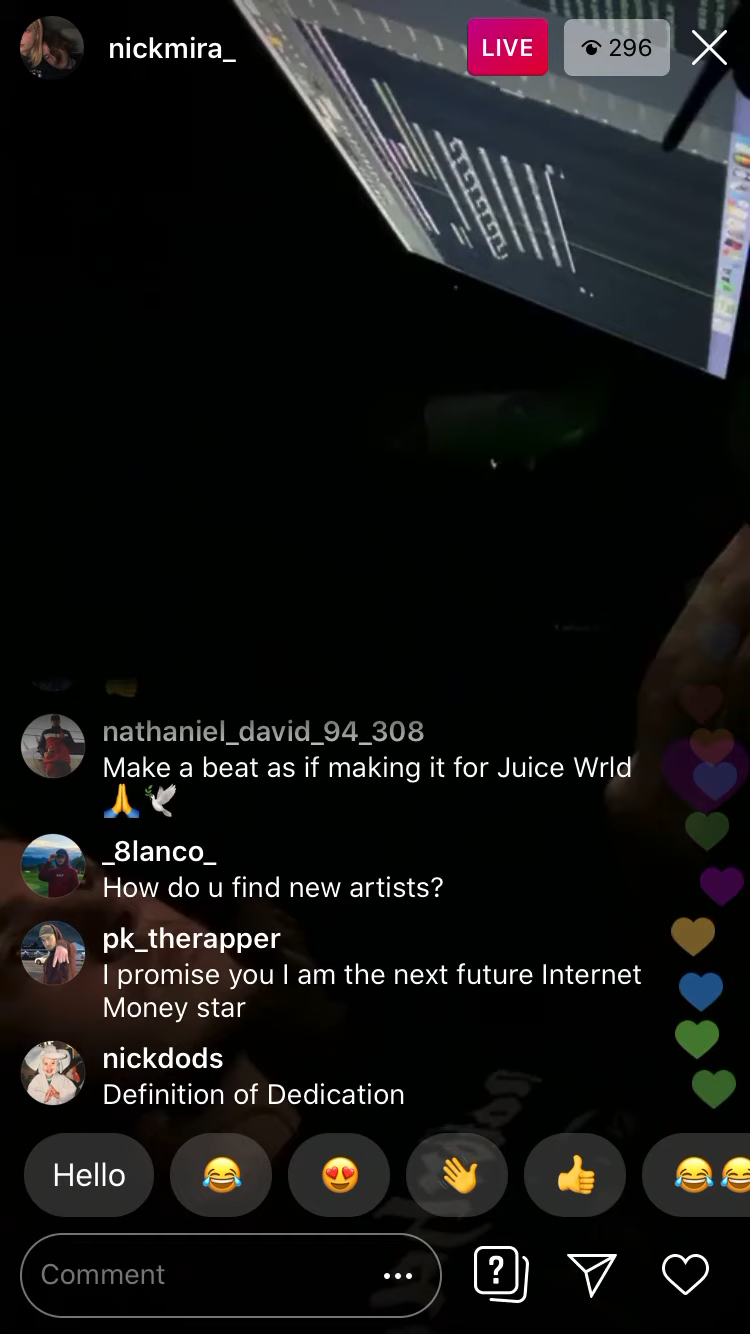 nickmira_
LIVE
296
nathaniel_david_94_308
Make a beat as if making it for Juice Wrld
🙏🕊
_8lanco_
How do u find new artists?
pk_therapper
I promise you I am the next future Internet
Money star
nickdods
Definition of Dedication
Hello
Comment